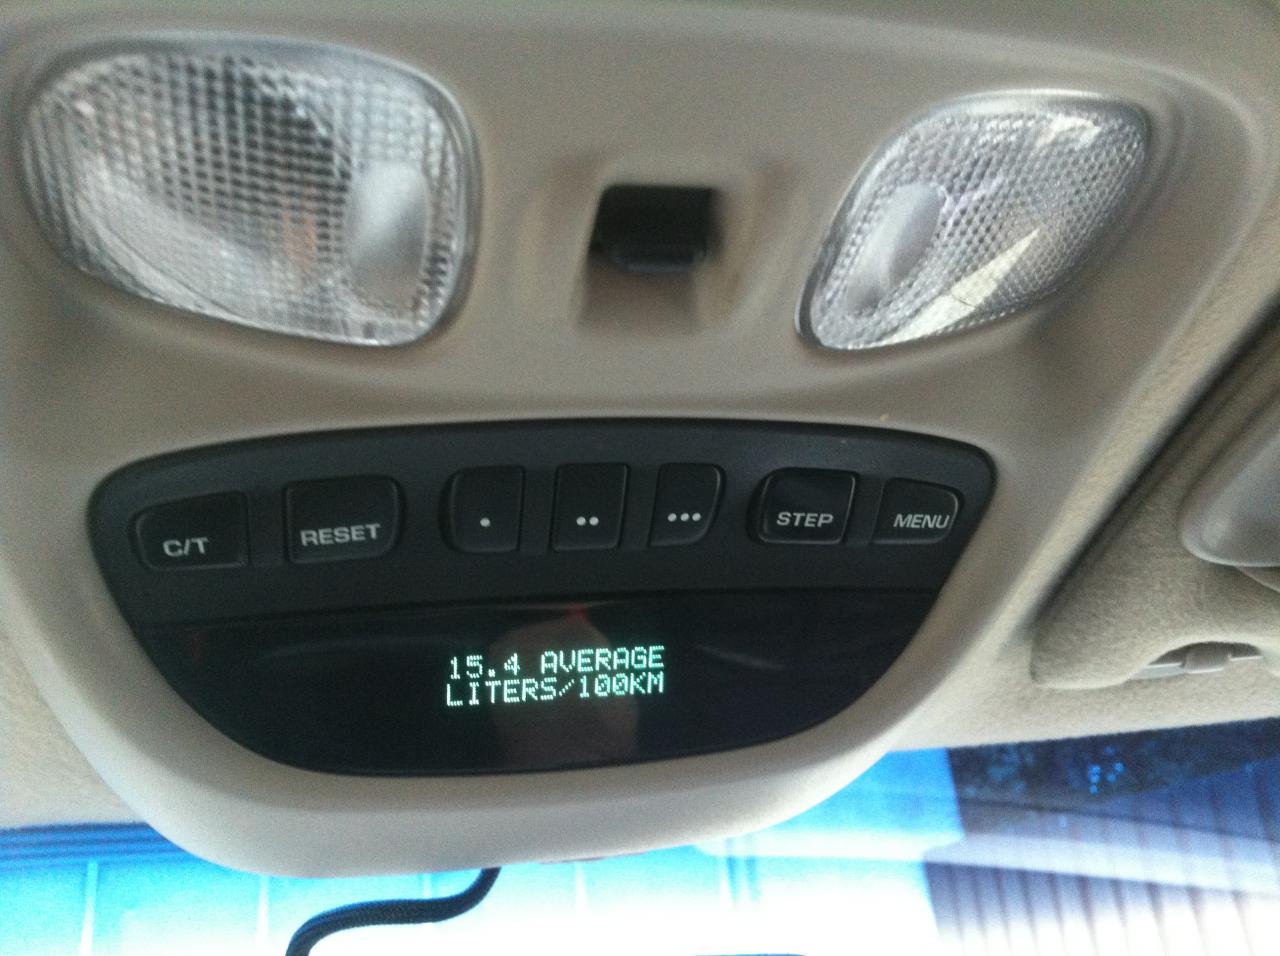 C/T
RESET
STEP
MENU
15.4 AVERAGE
LITERS/100KM